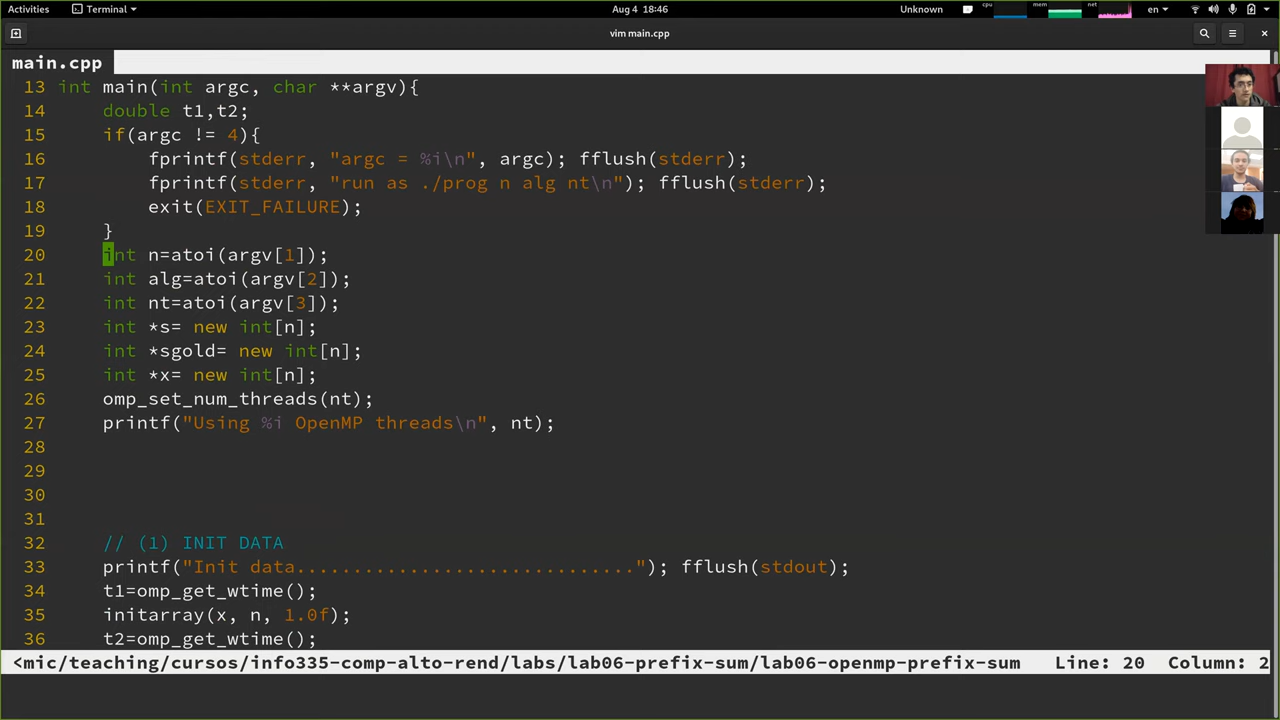 Activities Terminal Aug 4 18:46 Unknown cpu mem net en
vim main.cpp
main.cpp
13 int main(int argc, char **argv){
14 double t1,t2;
15 if(argc != 4){
16 fprintf(stderr, "argc = %i\n", argc); fflush(stderr);
17 fprintf(stderr, "run as ./prog n alg nt\n"); fflush(stderr);
18 exit(EXIT_FAILURE);
19 }
20 int n=atoi(argv[1]);
21 int alg=atoi(argv[2]);
22 int nt=atoi(argv[3]);
23 int *s= new int[n];
24 int *sgold= new int[n];
25 int *x= new int[n];
26 omp_set_num_threads(nt);
27 printf("Using %i OpenMP threads\n", nt);
28
29
30
31
32 // (1) INIT DATA
33 printf("Init data.............................."); fflush(stdout);
34 t1=omp_get_wtime();
35 initarray(x, n, 1.0f);
36 t2=omp_get_wtime();
<mic/teaching/cursos/info335-comp-alto-rend/labs/lab06-prefix-sum/lab06-openmp-prefix-sum Line: 20 Column: 2